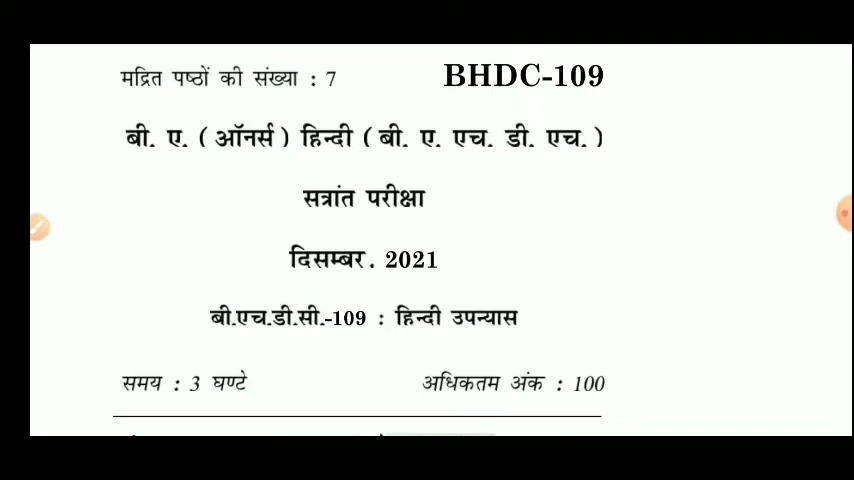 मद्रित पष्ठों की संख्या : 7 BHDC-109
बी. ए. ( ऑनर्स ) हिन्दी ( बी. ए. एच. डी. एच. )
सत्रांत परीक्षा
दिसम्बर. 2021
बी.एच.डी.सी.-109 : हिन्दी उपन्यास
समय : 3 घण्टे अधिकतम अंक : 100